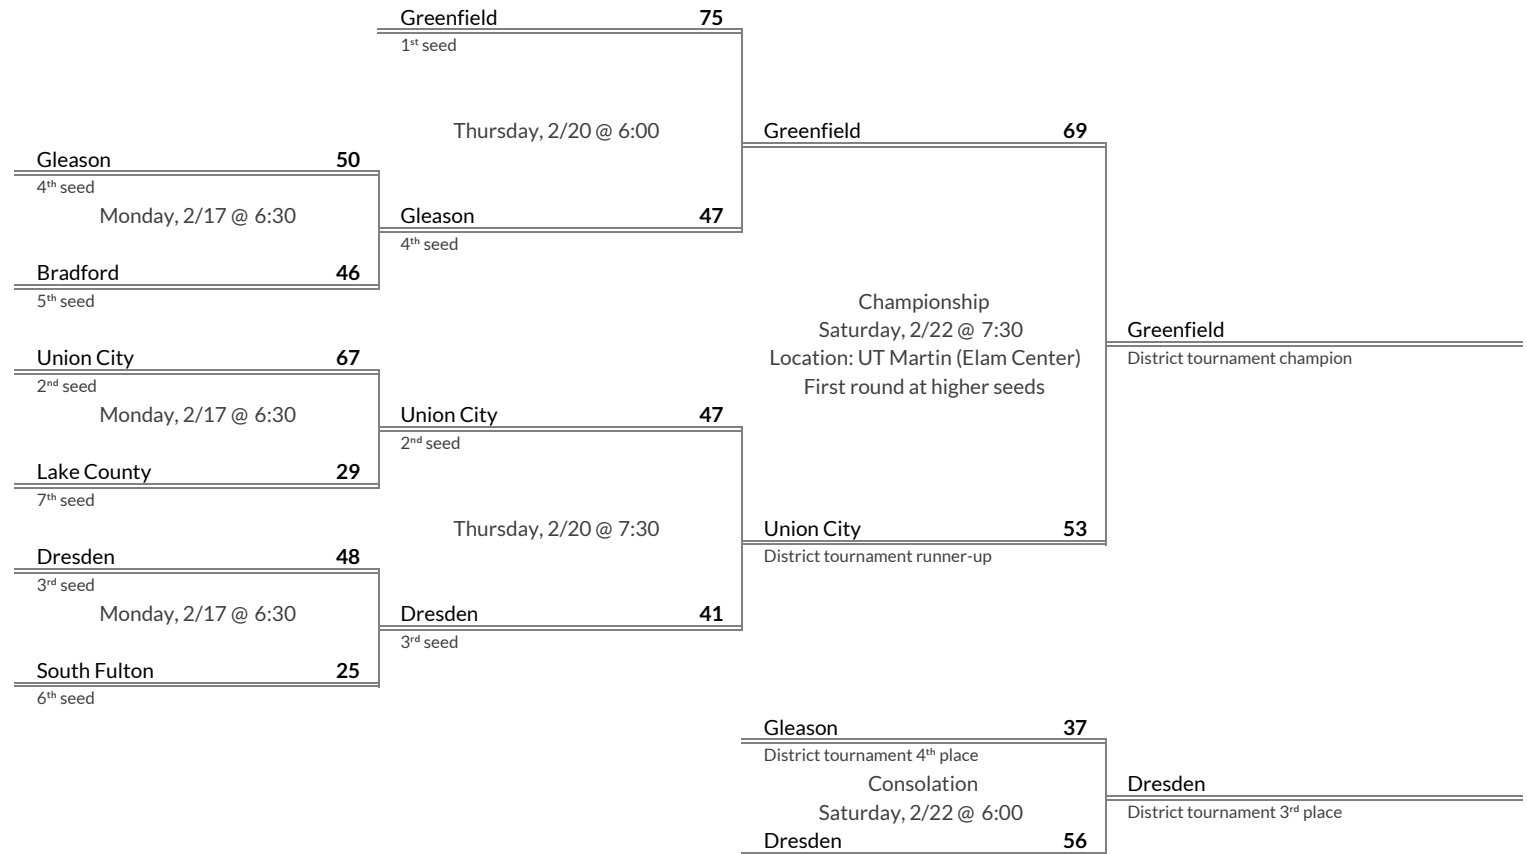 Greenfield 75
1st seed
Thursday, 2/20 @ 6:00
Greenfield 69
Gleason 50
4th seed
Monday, 2/17 @ 6:30
Gleason 47
4th seed
Bradford 46
5th seed
Championship
Saturday, 2/22 @ 7:30
Location: UT Martin (Elam Center)
First round at higher seeds
Greenfield
District tournament champion
Union City 67
2nd seed
Monday, 2/17 @ 6:30
Union City 47
2nd seed
Lake County 29
7th seed
Thursday, 2/20 @ 7:30
Union City 53
District tournament runner-up
Dresden 48
3rd seed
Monday, 2/17 @ 6:30
Dresden 41
3rd seed
South Fulton 25
6th seed
Gleason 37
District tournament 4th place
Consolation
Saturday, 2/22 @ 6:00
Dresden 56
Dresden
District tournament 3rd place